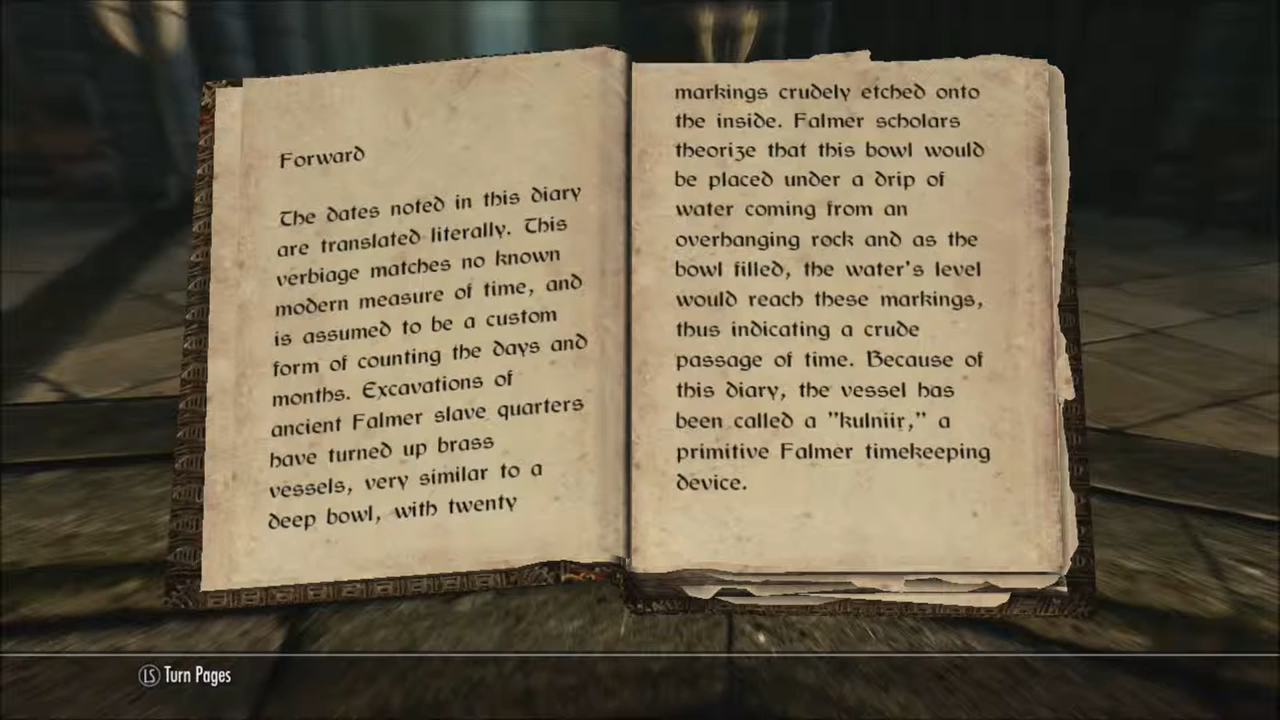 Forward
The dates noted in this diary
are translated literally. This
verbiage matches no known
modern measure of time, and
is assumed to be a custom
form of counting the days and
months. Excavations of
ancient Falmer slave quarters
have turned up brass
vessels, very similar to a
deep bowl, with twenty
markings crudely etched onto
the inside. Falmer scholars
theorize that this bowl would
be placed under a drip of
water coming from an
overhanging rock and as the
bowl filled, the water's level
would reach these markings,
thus indicating a crude
passage of time. Because of
this diary, the vessel has
been called a "kulniir," a
primitive Falmer timekeeping
device.
LS Turn Pages